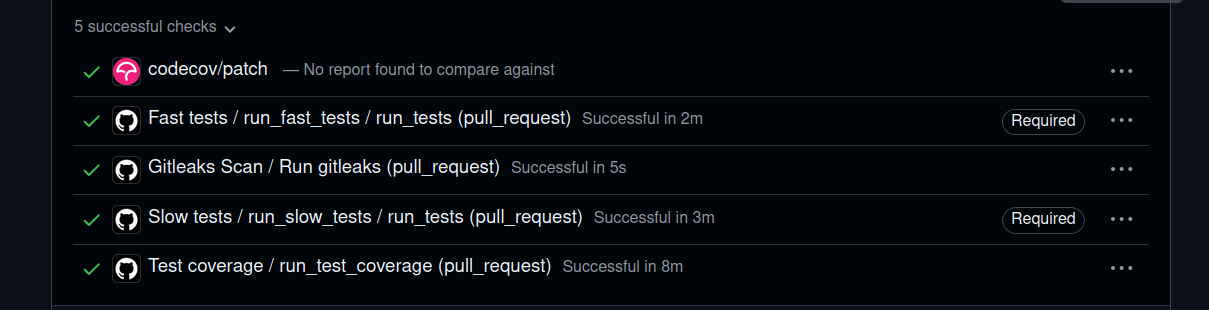 5 successful checks
codecov/patch — No report found to compare against
Fast tests / run_fast_tests / run_tests (pull_request) Successful in 2m Required
Gitleaks Scan / Run gitleaks (pull_request) Successful in 5s
Slow tests / run_slow_tests / run_tests (pull_request) Successful in 3m Required
Test coverage / run_test_coverage (pull_request) Successful in 8m